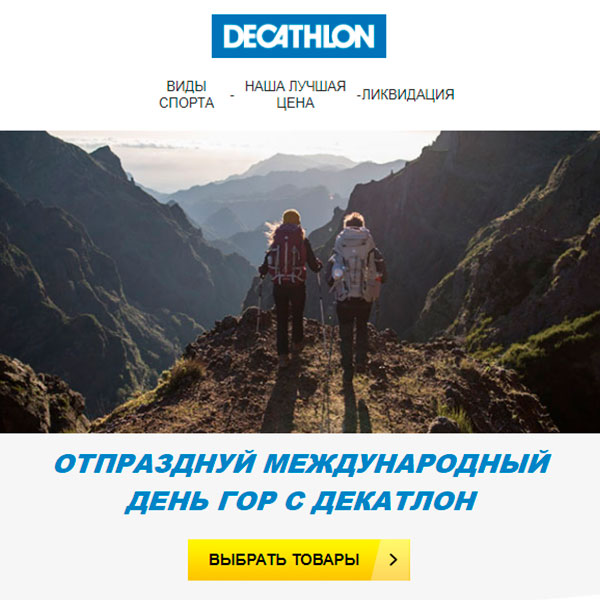 DECATHLON
ВИДЫ СПОРТА - НАША ЛУЧШАЯ ЦЕНА -ЛИКВИДАЦИЯ
ОТПРАЗДНУЙ МЕЖДУНАРОДНЫЙ
ДЕНЬ ГОР С ДЕКАТЛОН
ВЫБРАТЬ ТОВАРЫ